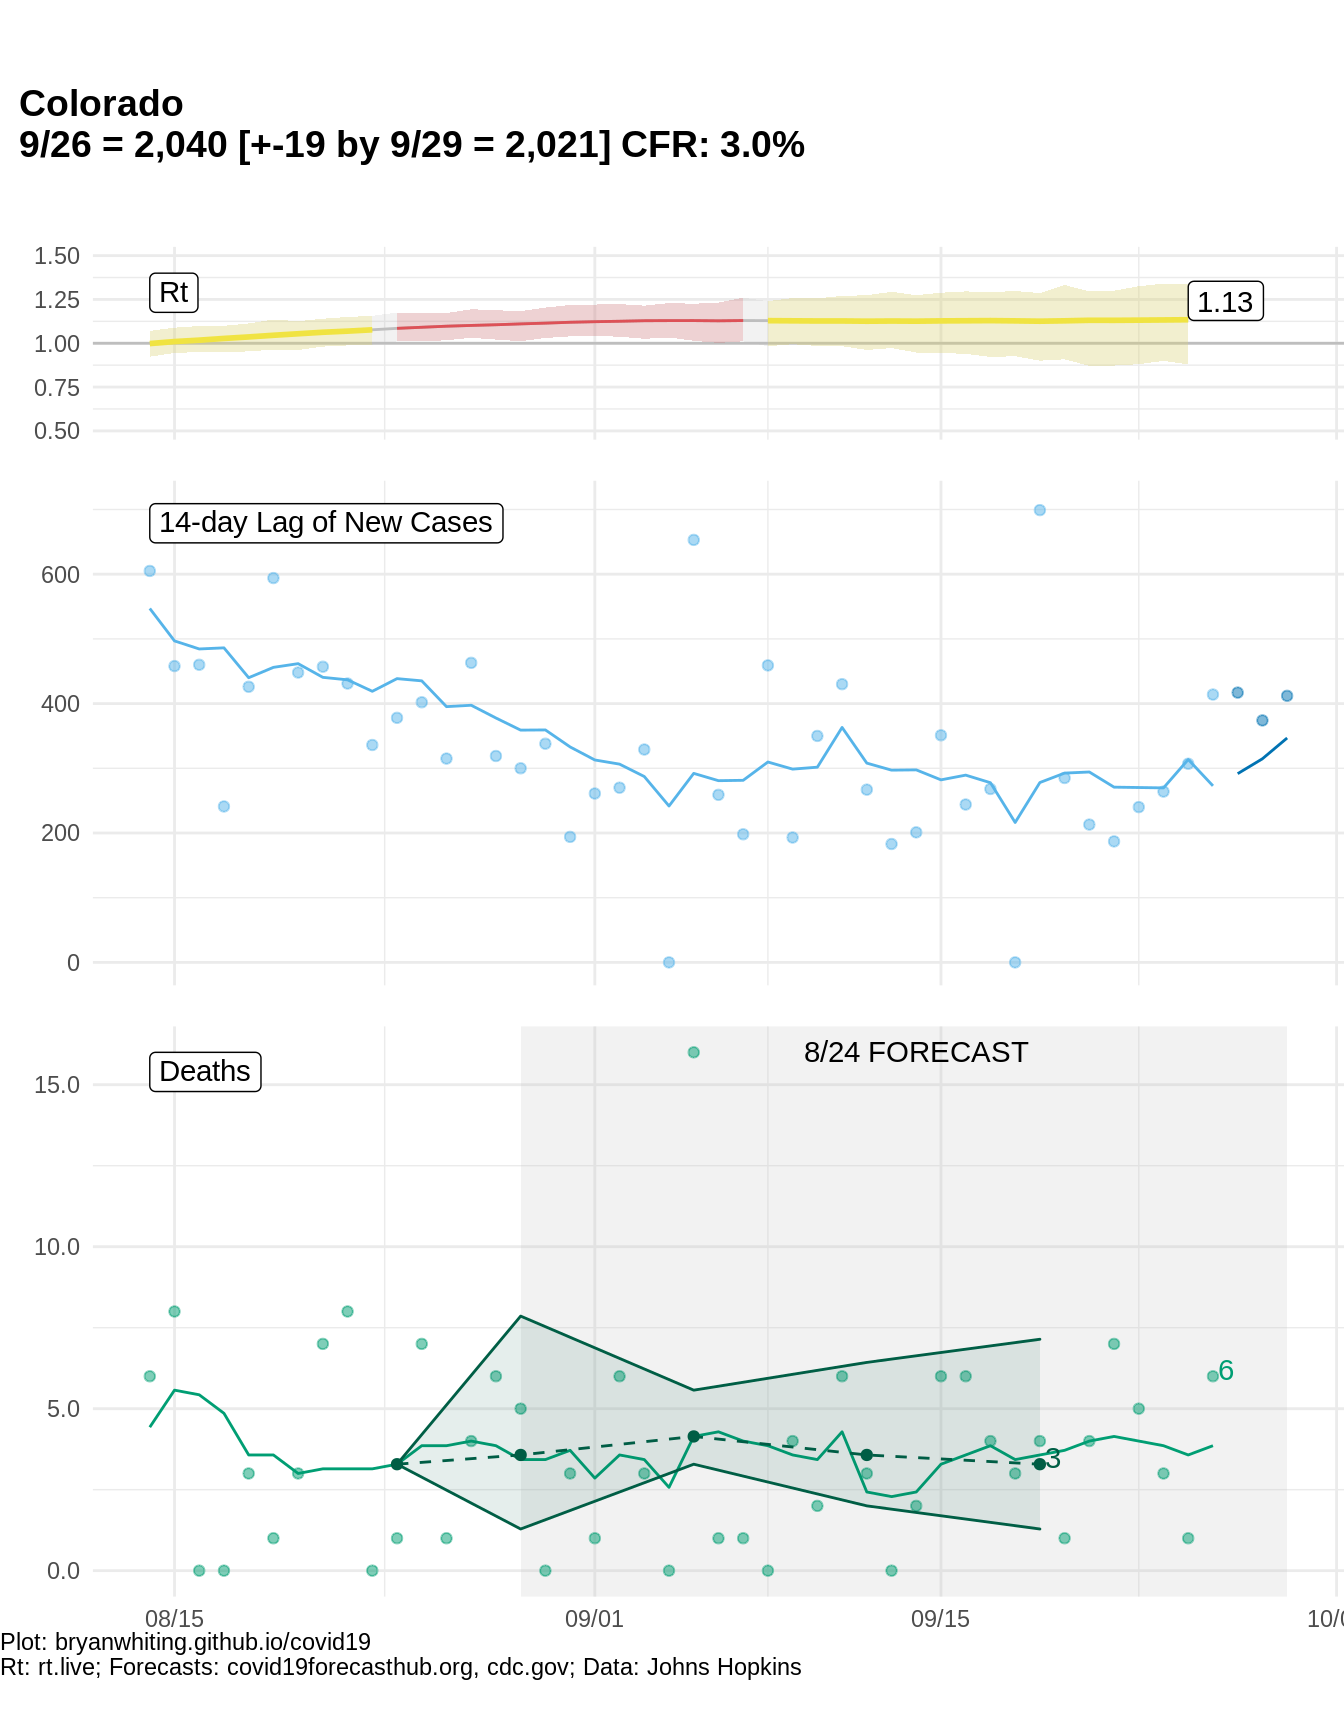 Colorado
9/26 = 2,040 [+-19 by 9/29 = 2,021] CFR: 3.0%
1.50
1.25
1.00
0.75
0.50
Rt
1.13
14-day Lag of New Cases
600
400
200
0
8/24 FORECAST
Deaths
15.0
10.0
5.0
0.0
6
3
08/15
09/01
09/15
Plot: bryanwhiting.github.io/covid19
Rt: rt.live; Forecasts: covid19forecasthub.org, cdc.gov; Data: Johns Hopkins